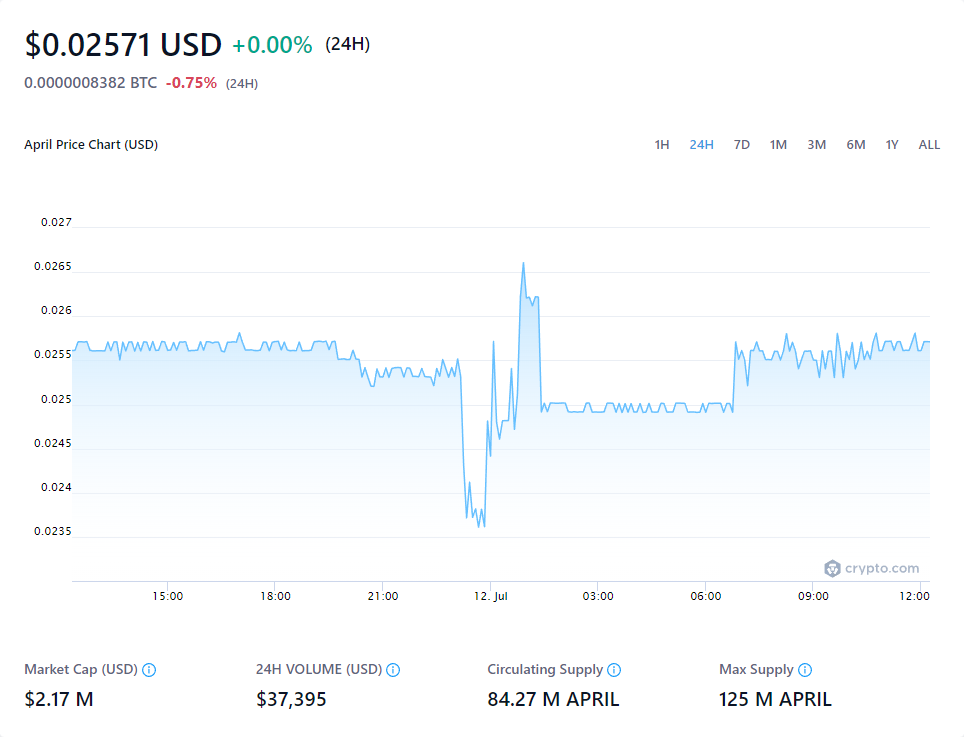 $0.02571 USD +0.00% (24H)
0.0000008382 BTC -0.75% (24H)
April Price Chart (USD)
1H 24H 7D 1M 3M 6M 1Y ALL
0.027
0.0265
0.026
0.0255
0.025
0.0245
0.024
0.0235
crypto.com
15:00 18:00 21:00 12. Jul 03:00 06:00 09:00 12:00
Market Cap (USD) 24H VOLUME (USD) Circulating Supply Max Supply
$2.17 M $37,395 84.27 M APRIL 125 M APRIL